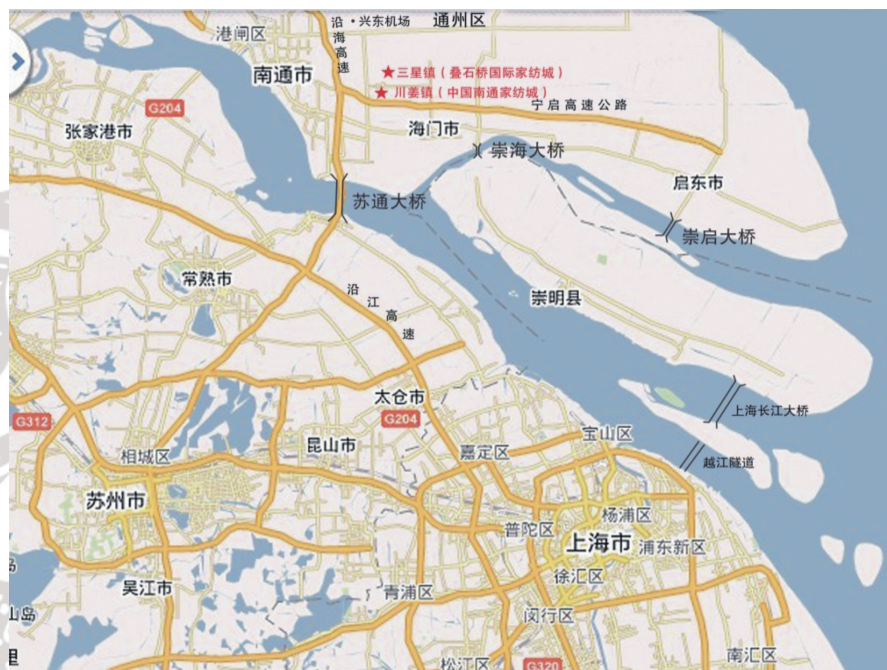 沿海高速
·兴东机场
通州区
港闸区
南通市
★三星镇（叠石桥国际家纺城）
★川姜镇（中国南通家纺城）
G204
宁启高速公路
海门市
张家港市
崇海大桥
启东市
苏通大桥
崇启大桥
常熟市
沿江高速
崇明县
太仓市
G204
上海长江大桥
G312
昆山市
宝山区
相城区
嘉定区
越江隧道
苏州市
杨浦区
普陀区
上海市
浦东新区
徐汇区
吴江市
青浦区
闵行区
山岛
里
松江区
G320
南汇区